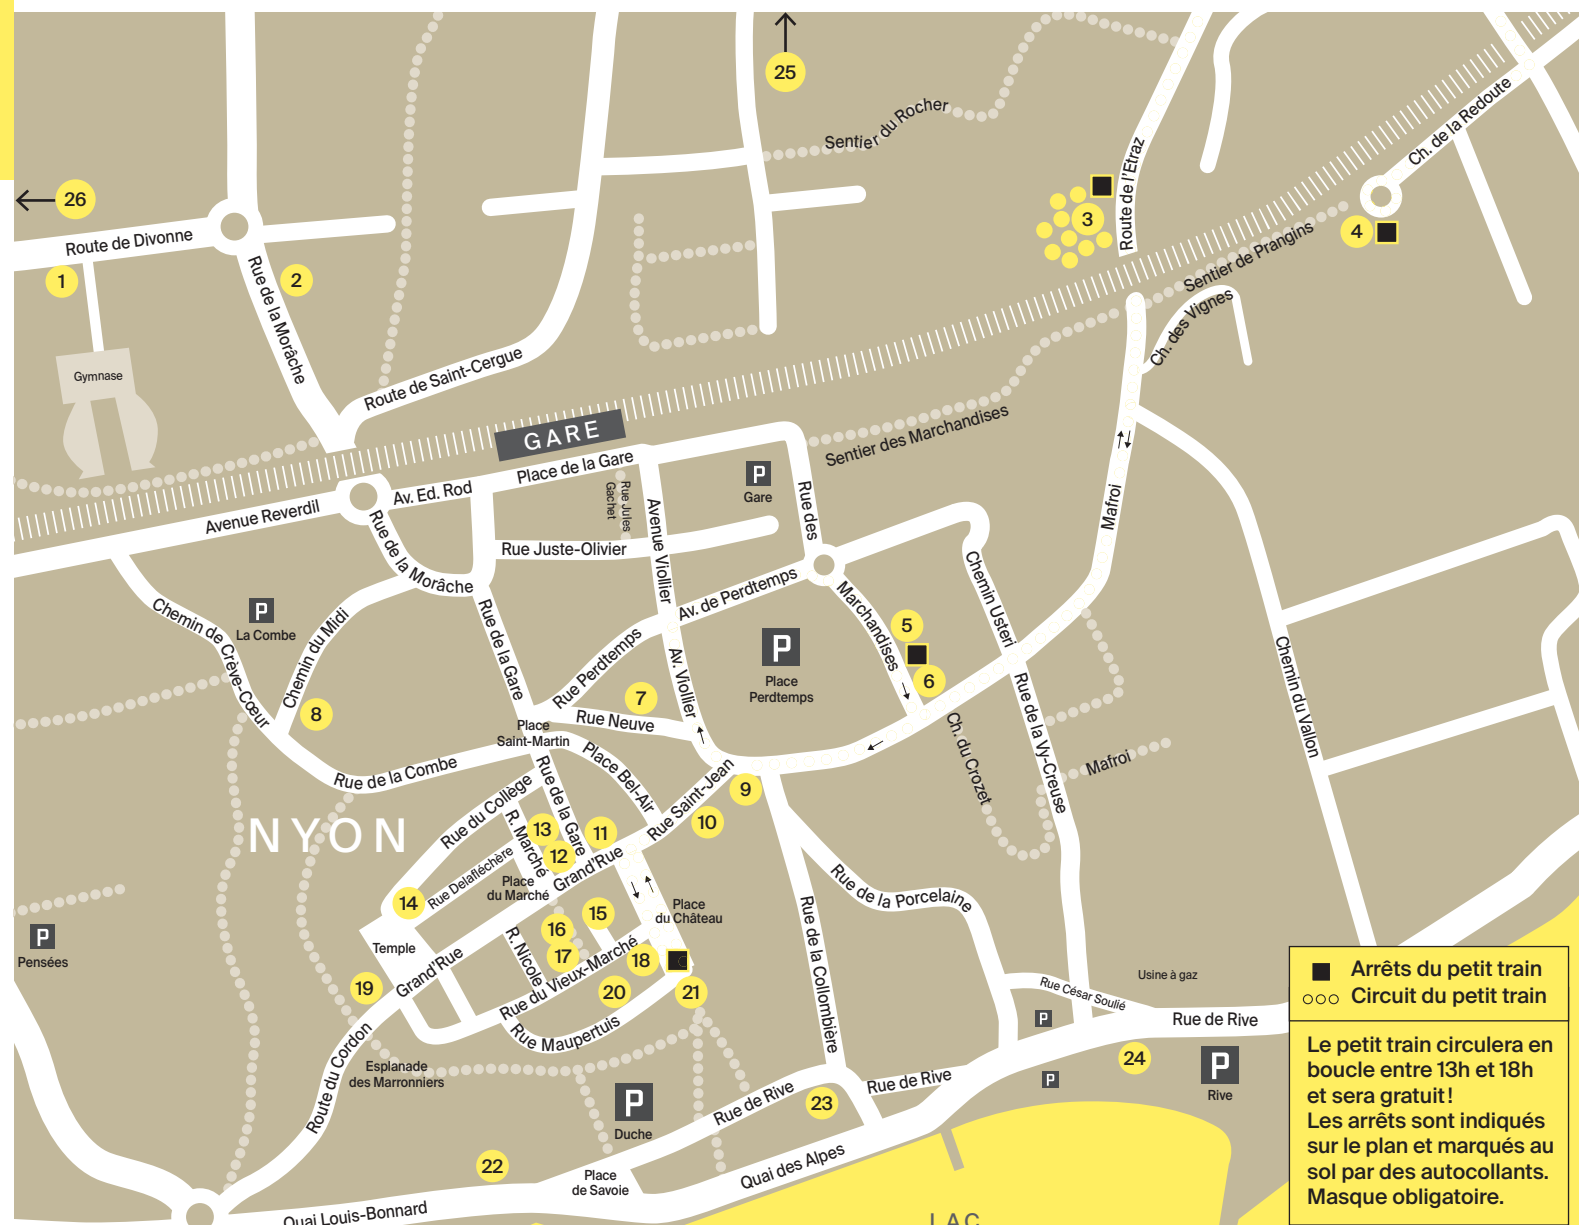 25
Sentier du Rocher
Ch. de la Redoute
Route de l'Etraz
26
3
4
Route de Divonne
Sentier de Prangins
1
2
Rue de la Morâche
Ch. des Vignes
Gymnase
Route de Saint-Cergue
GARE
Sentier des Marchandises
Place de la Gare
P
Gare
Av. Ed. Rod
Rue Jules
Gachet
Avenue Reverdil
Rue des
Mafroi
Avenue Viollier
Rue Juste-Olivier
Rue de la Morâche
Chemin Usteri
Av. de Perdtemps
Marchandises
P
La Combe
Chemin de Crève-Cœur
Chemin du Midi
Rue de la Gare
Rue Perdtemps
Av. Viollier
P
Place
Perdtemps
5
6
7
8
Rue Neuve
Rue de la Vy-Creuse
Chemin du Vallon
Place
Saint-Martin
Ch. du Crozet
Mafroi
Rue de la Combe
Place Bel-Air
Rue de la Gare
Rue Saint-Jean
9
10
Rue du Collège
NYON
R. Marché
13
11
12
Grand'Rue
Rue Delafléchère
Place
du Marché
14
Rue de la Porcelaine
Place
du Château
15
16
17
18
P
Pensées
Temple
Grand'Rue
R. Nicole
Rue du Vieux-Marché
Rue de la Collombière
19
20
21
Rue Maupertuis
Usine à gaz
Rue César Soulié
Rue de Rive
P
P
24
P
Rive
Route du Cordon
Esplanade
des Marronniers
Rue de Rive
Rue de Rive
23
P
Duche
22
Place
de Savoie
Quai des Alpes
Quai Louis-Bonnard
LAC
Arrêts du petit train
Circuit du petit train
Le petit train circulera en
boucle entre 13h et 18h
et sera gratuit!
Les arrêts sont indiqués
sur le plan et marqués au
sol par des autocollants.
Masque obligatoire.